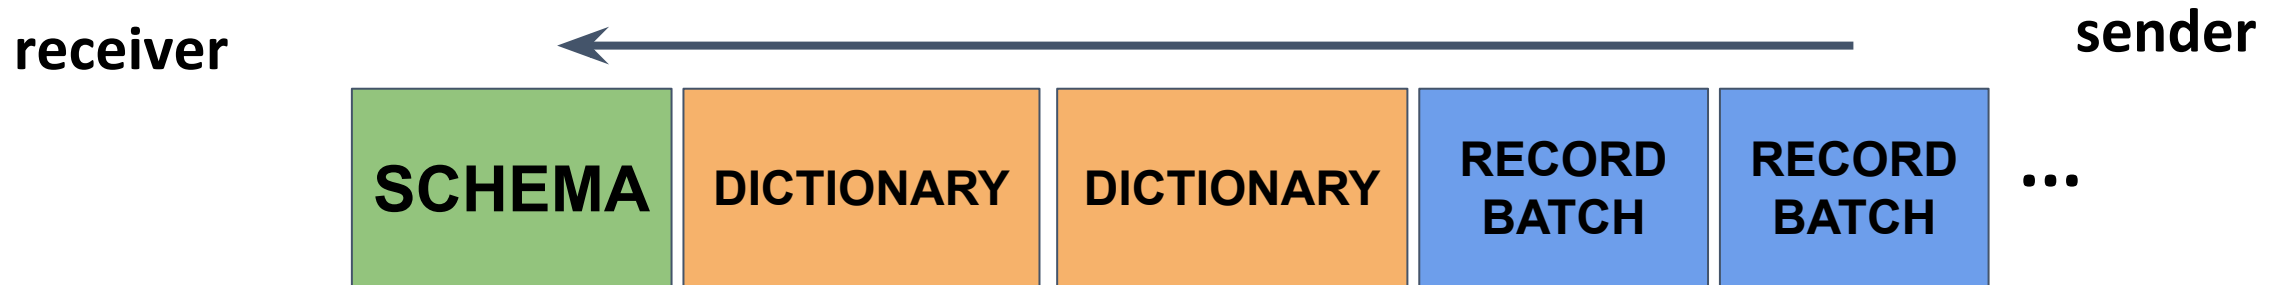 receiver
sender
SCHEMA
DICTIONARY
DICTIONARY
RECORD
BATCH
RECORD
BATCH
...